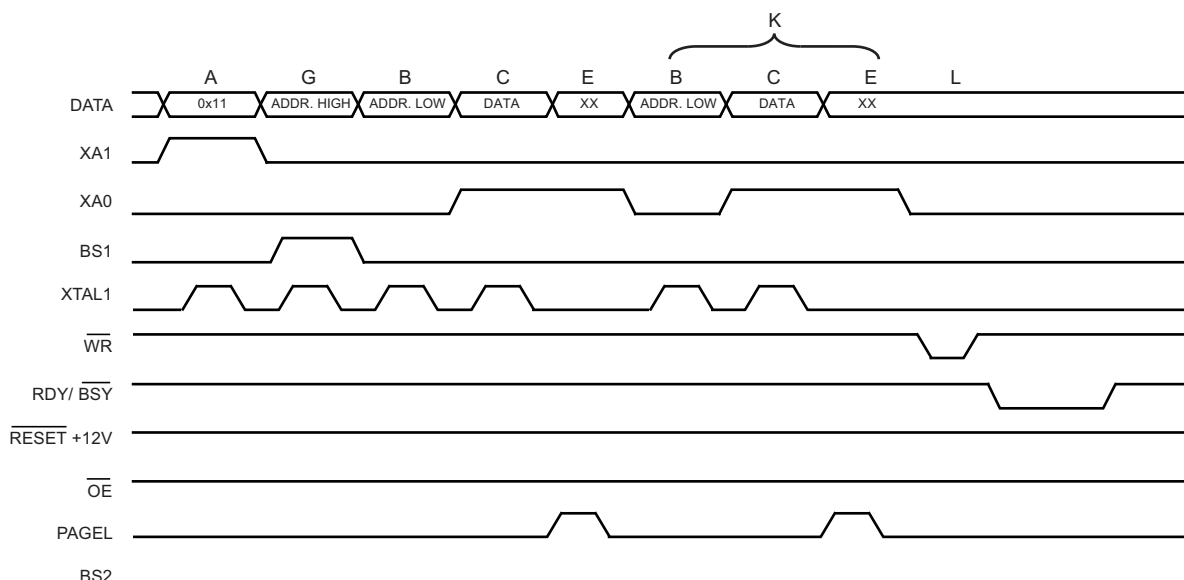 K
A G B C E B C E L
DATA 0x11 ADDR. HIGH ADDR. LOW DATA XX ADDR. LOW DATA XX
XA1
XA0
BS1
XTAL1
WR
RDY/ BSY
RESET +12V
OE
PAGEL
BS2